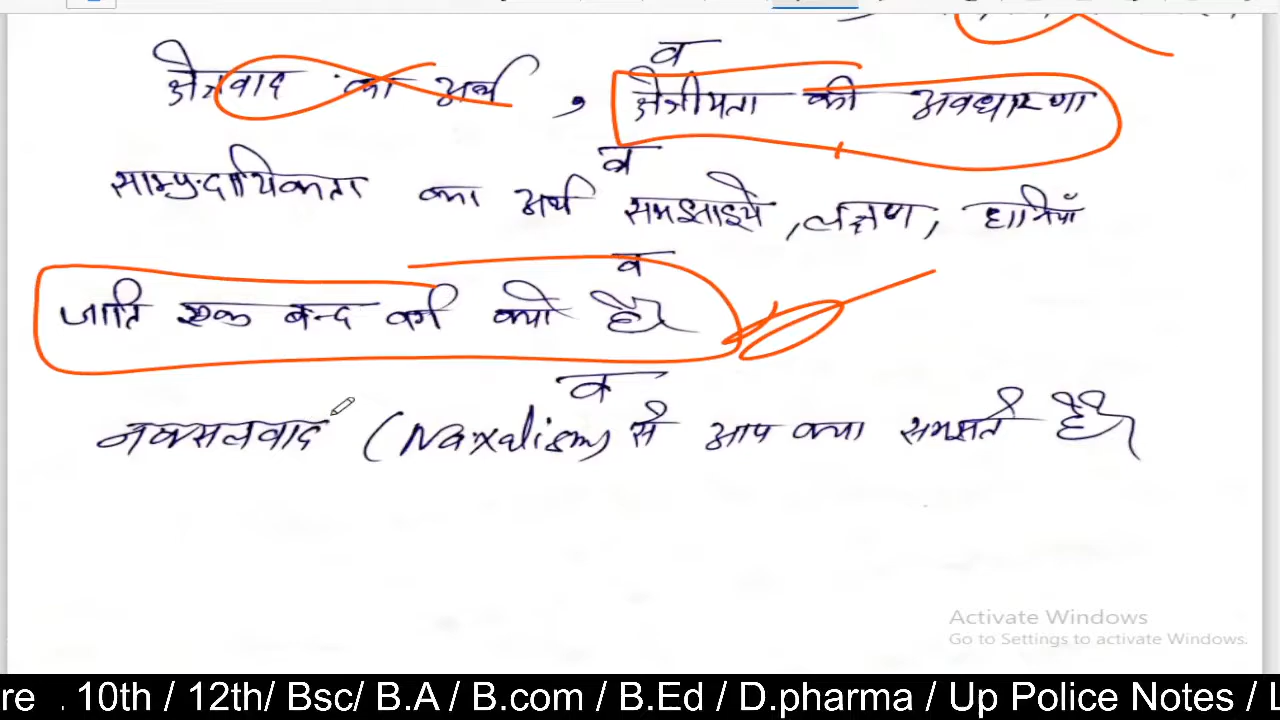 व
क्षेत्रवाद का अर्थ , क्षेत्रीयता की अवधारणा
व
साम्प्रदायिकता का अर्थ समझाइये , लक्षण , हानियाँ
व
जाति एक बन्द वर्ग क्यो है।
व
नक्सलवाद (Naxalism) से आप क्या समझते है।
Activate Windows
Go to Settings to activate Windows.
re . 10th / 12th/ Bsc/ B.A / B.com / B.Ed / D.pharma / Up Police Notes / L